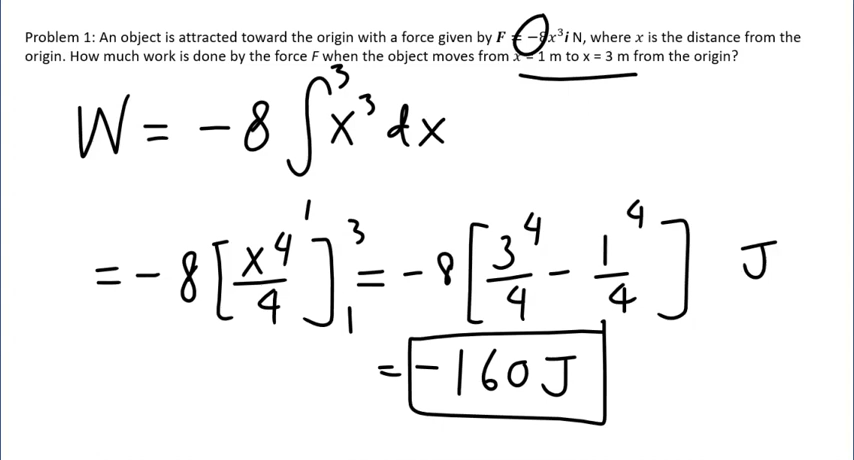 Problem 1: An object is attracted toward the origin with a force given by F = −8x³i N, where x is the distance from the
origin. How much work is done by the force F when the object moves from x = 1 m to x = 3 m from the origin?
W = -8 ∫₁³ x³ dx
= -8 [x⁴/4]₁³ = -8 [3⁴/4 - 1⁴/4] J
= -160 J